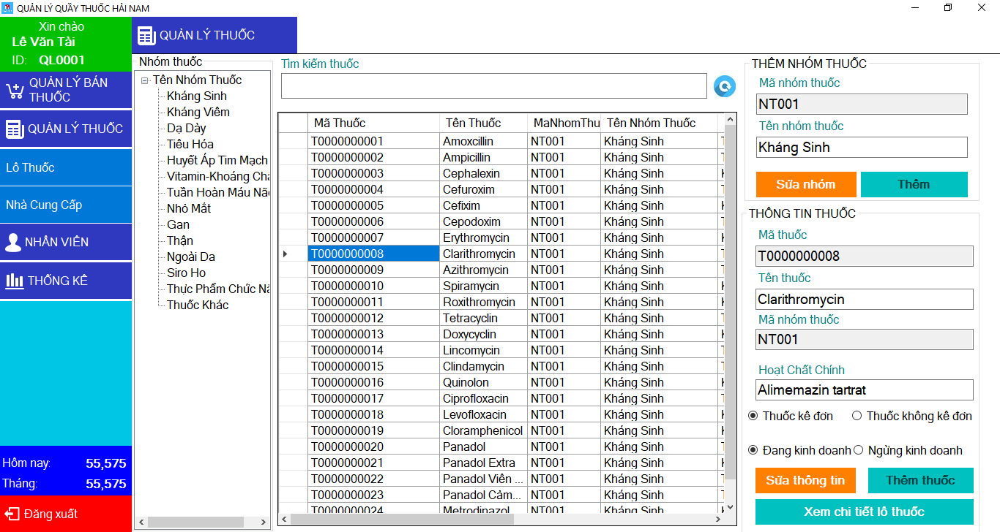 QUẢN LÝ QUẦY THUỐC HẢI NAM
Xin chào
Lê Văn Tài
ID: QL0001
QUẢN LÝ BÁN
THUỐC
QUẢN LÝ THUỐC
Lô Thuốc
Nhà Cung Cấp
NHÂN VIÊN
THỐNG KÊ
Hôm nay: 55,575
Tháng: 55,575
Đăng xuất
QUẢN LÝ THUỐC
Nhóm thuốc
Tên Nhóm Thuốc
Kháng Sinh
Kháng Viêm
Dạ Dày
Tiêu Hóa
Huyết Áp Tim Mạch
Vitamin-Khoáng
Tuần Hoàn Máu
Nhỏ Mắt
Gan
Thận
Ngoài Da
Siro Ho
Thực Phẩm Chức
Thuốc Khác
Tìm kiếm thuốc
Mã Thuốc Tên Thuốc MaNhomThu Tên Nhóm Thuốc
T0000000001 Amoxcillin NT001 Kháng Sinh
T0000000002 Ampicillin NT001 Kháng Sinh
T0000000003 Cephalexin NT001 Kháng Sinh
T0000000004 Cefuroxim NT001 Kháng Sinh
T0000000005 Cefixim NT001 Kháng Sinh
T0000000006 Cepodoxim NT001 Kháng Sinh
T0000000007 Erythromycin NT001 Kháng Sinh
T0000000008 Clarithromycin NT001 Kháng Sinh
T0000000009 Azithromycin NT001 Kháng Sinh
T0000000010 Spiramycin NT001 Kháng Sinh
T0000000011 Roxithromycin NT001 Kháng Sinh
T0000000012 Tetracyclin NT001 Kháng Sinh
T0000000013 Doxycyclin NT001 Kháng Sinh
T0000000014 Lincomycin NT001 Kháng Sinh
T0000000015 Clindamycin NT001 Kháng Sinh
T0000000016 Quinolon NT001 Kháng Sinh
T0000000017 Ciprofloxacin NT001 Kháng Sinh
T0000000018 Levofloxacin NT001 Kháng Sinh
T0000000019 Cloramphenicol NT001 Kháng Sinh
T0000000020 Panadol NT001 Kháng Sinh
T0000000021 Panadol Extra NT001 Kháng Sinh
T0000000022 Panadol Viên ... NT001 Kháng Sinh
T0000000023 Panadol Cảm... NT001 Kháng Sinh
T0000000024 Metrodinazol NT001 Kháng Sinh
THÊM NHÓM THUỐC
Mã nhóm thuốc
NT001
Tên nhóm thuốc
Kháng Sinh
Sửa nhóm Thêm
THÔNG TIN THUỐC
Mã thuốc
T0000000008
Tên thuốc
Clarithromycin
Mã nhóm thuốc
NT001
Hoạt Chất Chính
Alimemazin tartrat
Thuốc kê đơn Thuốc không kê đơn
Đang kinh doanh Ngừng kinh doanh
Sửa thông tin Thêm thuốc
Xem chi tiết lô thuốc